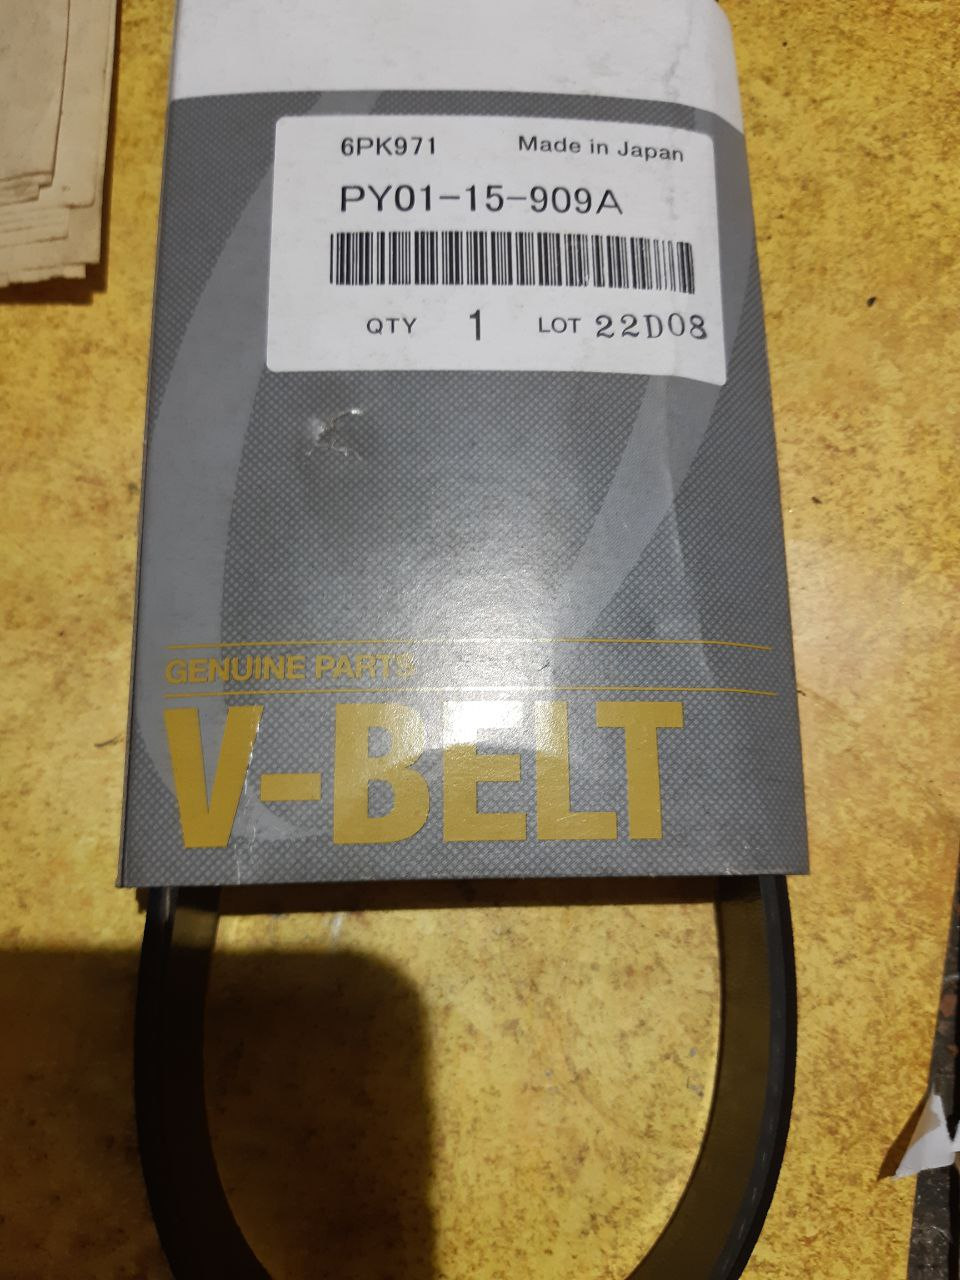 6PK971 Made in Japan
PY01-15-909A
QTY 1 LOT 22D08
GENUINE PARTS
V-BELT